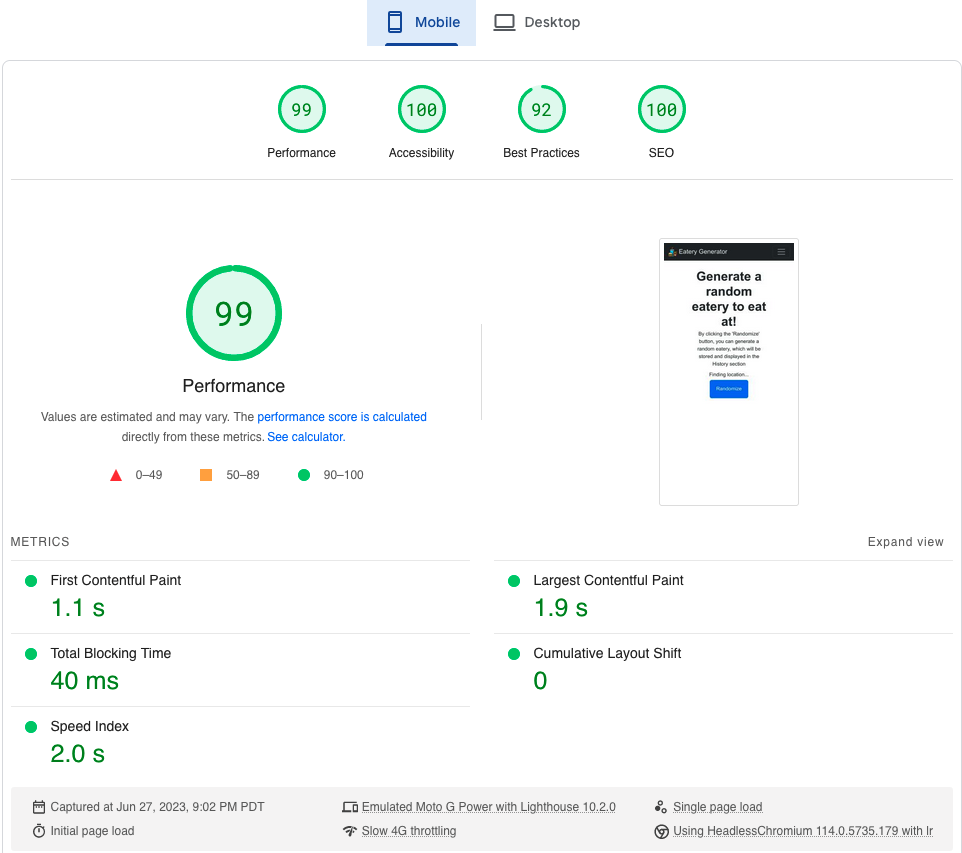 Mobile
Desktop
99
100
92
100
Performance
Accessibility
Best Practices
SEO
99
Performance
Values are estimated and may vary. The performance score is calculated
directly from these metrics. See calculator.
0–49
50–89
90–100
Eatery Generator
Generate a
random
eatery to eat
at!
By clicking the 'Randomize'
button, you can generate a
random eatery, which will be
stored and displayed in the
History section
Finding location...
Randomize
METRICS
Expand view
First Contentful Paint
1.1 s
Largest Contentful Paint
1.9 s
Total Blocking Time
40 ms
Cumulative Layout Shift
0
Speed Index
2.0 s
Captured at Jun 27, 2023, 9:02 PM PDT
Emulated Moto G Power with Lighthouse 10.2.0
Single page load
Initial page load
Slow 4G throttling
Using HeadlessChromium 114.0.5735.179 with lr